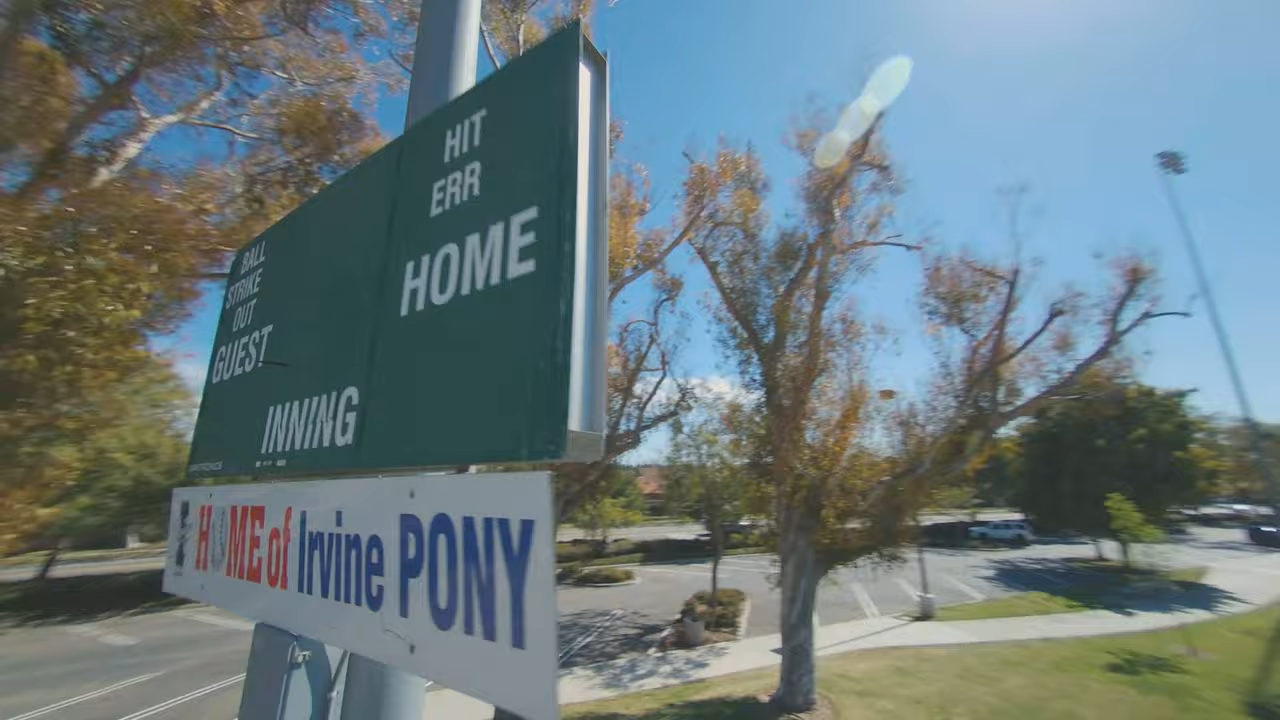 HIT
ERR
HOME
BALL
STRIKE
OUT
GUEST
INNING
HOME of Irvine PONY